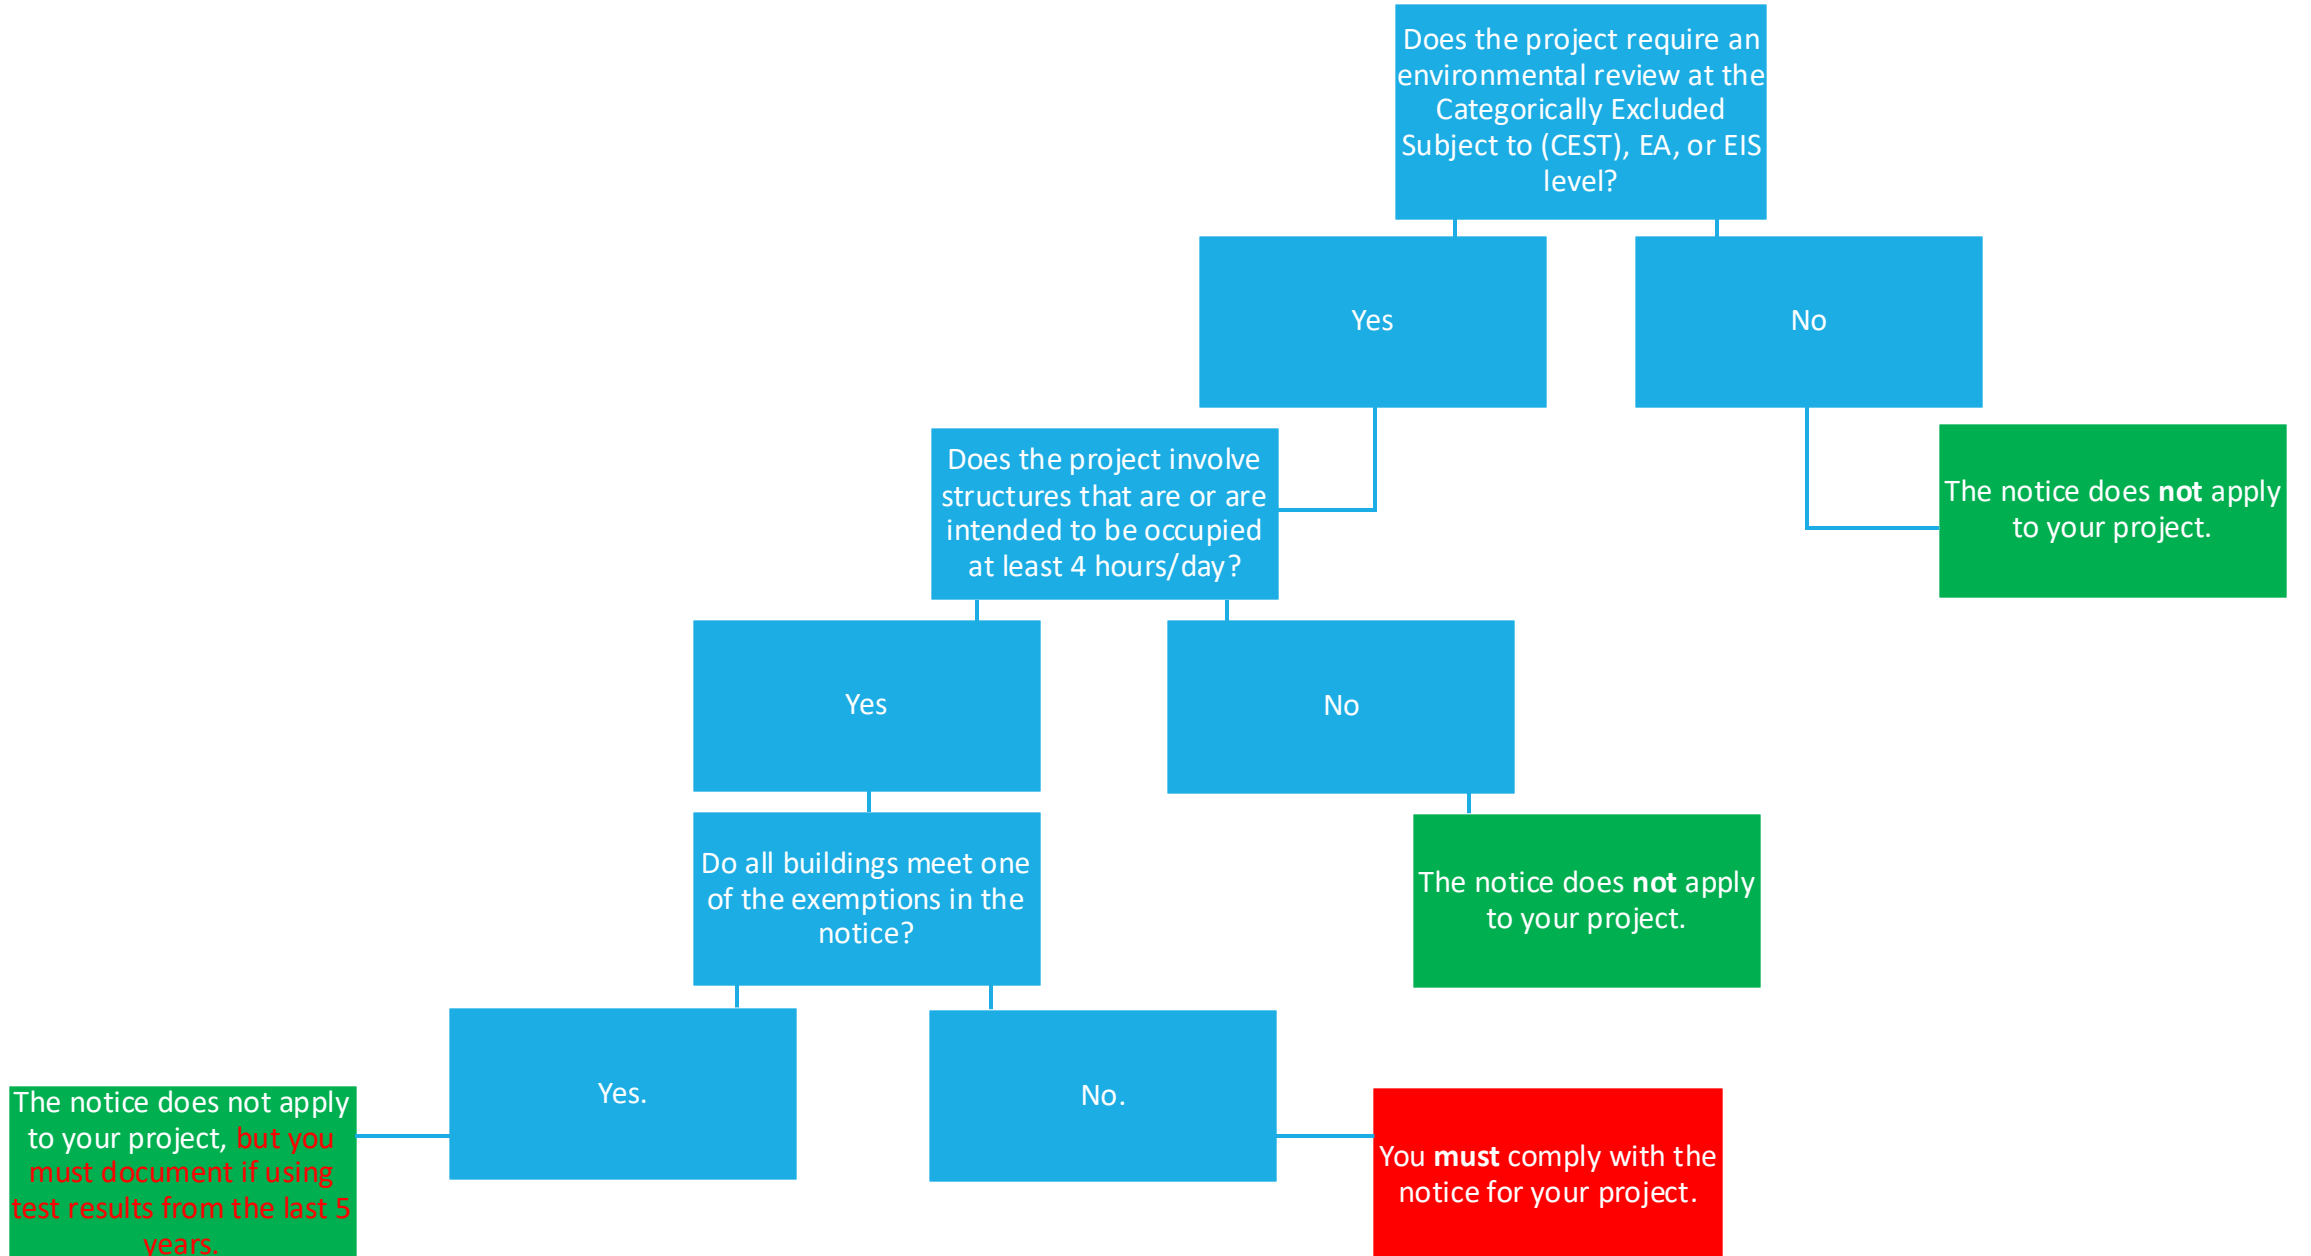 Does the project require an
environmental review at the
Categorically Excluded
Subject to (CEST), EA, or EIS
level?
Yes
No
Does the project involve
structures that are or are
intended to be occupied
at least 4 hours/day?
The notice does not apply
to your project.
Yes
No
Do all buildings meet one
of the exemptions in the
notice?
The notice does not apply
to your project.
Yes.
No.
The notice does not apply
to your project, but you
must document if using
test results from the last 5
years.
You must comply with the
notice for your project.